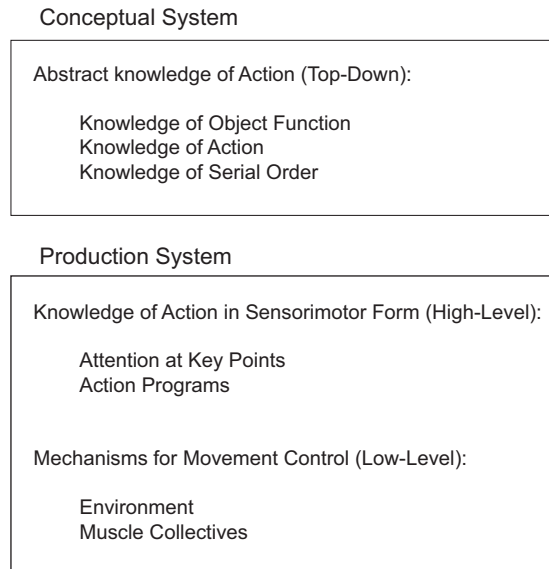 Conceptual System
Abstract knowledge of Action (Top-Down):
Knowledge of Object Function
Knowledge of Action
Knowledge of Serial Order
Production System
Knowledge of Action in Sensorimotor Form (High-Level):
Attention at Key Points
Action Programs
Mechanisms for Movement Control (Low-Level):
Environment
Muscle Collectives